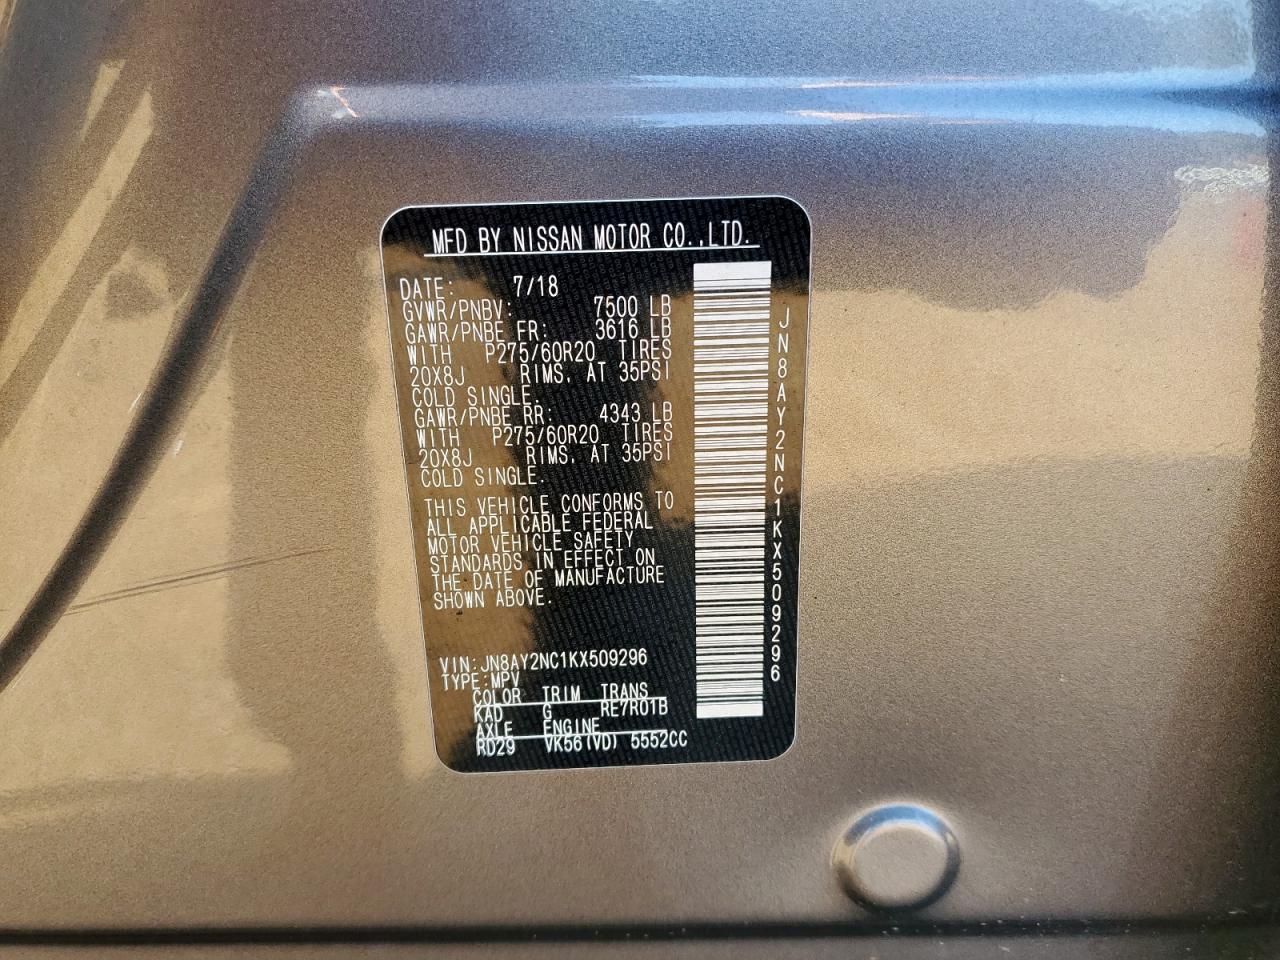 MFD BY NISSAN MOTOR CO.,LTD.
DATE: 7/18
GVWR/PNBV: 7500 LB
GAWR/PNBE FR: 3616 LB
WITH P275/60R20 TIRES
20X8J RIMS, AT 35PSI
COLD SINGLE.
GAWR/PNBE RR: 4343 LB
WITH P275/60R20 TIRES
20X8J RIMS, AT 35PSI
COLD SINGLE.
THIS VEHICLE CONFORMS TO
ALL APPLICABLE FEDERAL
MOTOR VEHICLE SAFETY
STANDARDS IN EFFECT ON
THE DATE OF MANUFACTURE
SHOWN ABOVE.
VIN:JN8AY2NC1KX509296
TYPE:MPV
COLOR TRIM TRANS
KAD G RE7R01B
AXLE ENGINE
RD29 VK56(VD) 5552CC
JN8AY2NC1KX509296